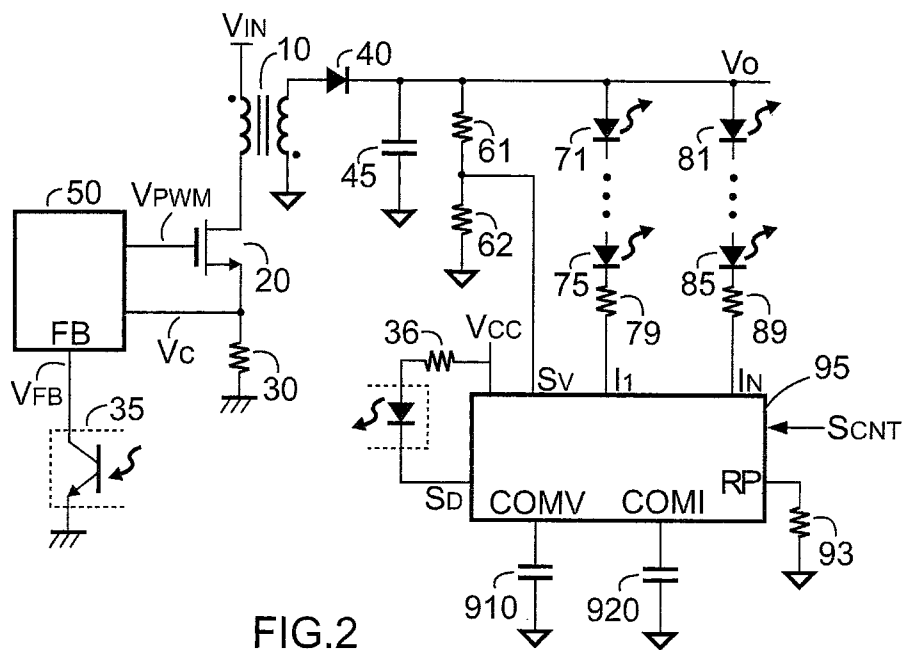 VIN
10
40
Vo
61
71
81
45
50
VPWM
62
20
75
85
79
89
FB
VC
VCC
36
30
SV
I1
IN
95
VFB
35
SCNT
RP
SD
COMV
COMI
93
910
920
FIG.2